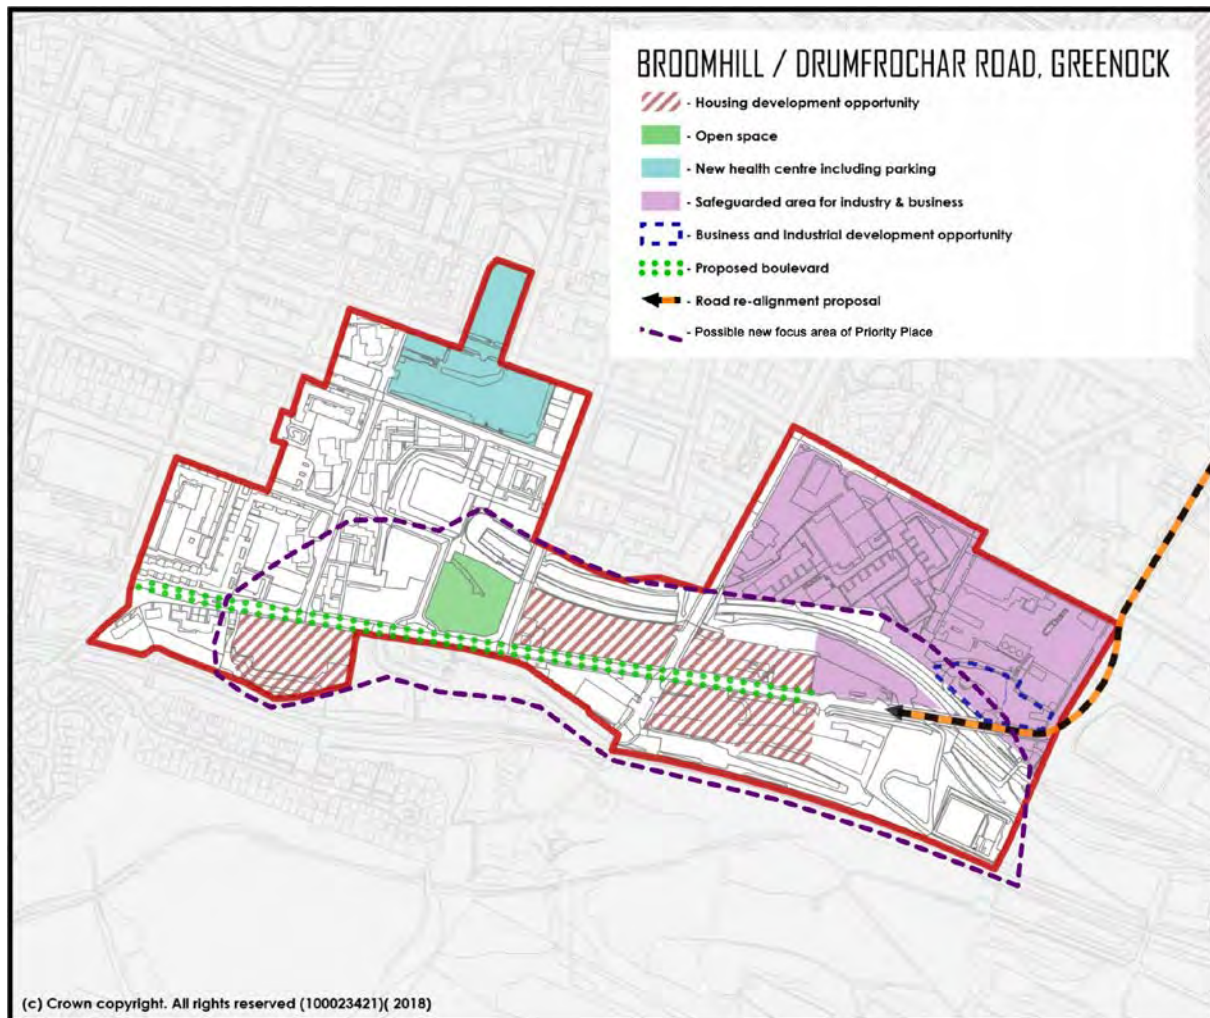 BROOMHILL / DRUMFROCHAR ROAD, GREENOCK
- Housing development opportunity
- Open space
- New health centre including parking
- Safeguarded area for industry & business
- Business and industrial development opportunity
- Proposed boulevard
- Road re-alignment proposal
- Possible new focus area of Priority Place
(c) Crown copyright. All rights reserved (100023421)( 2018)